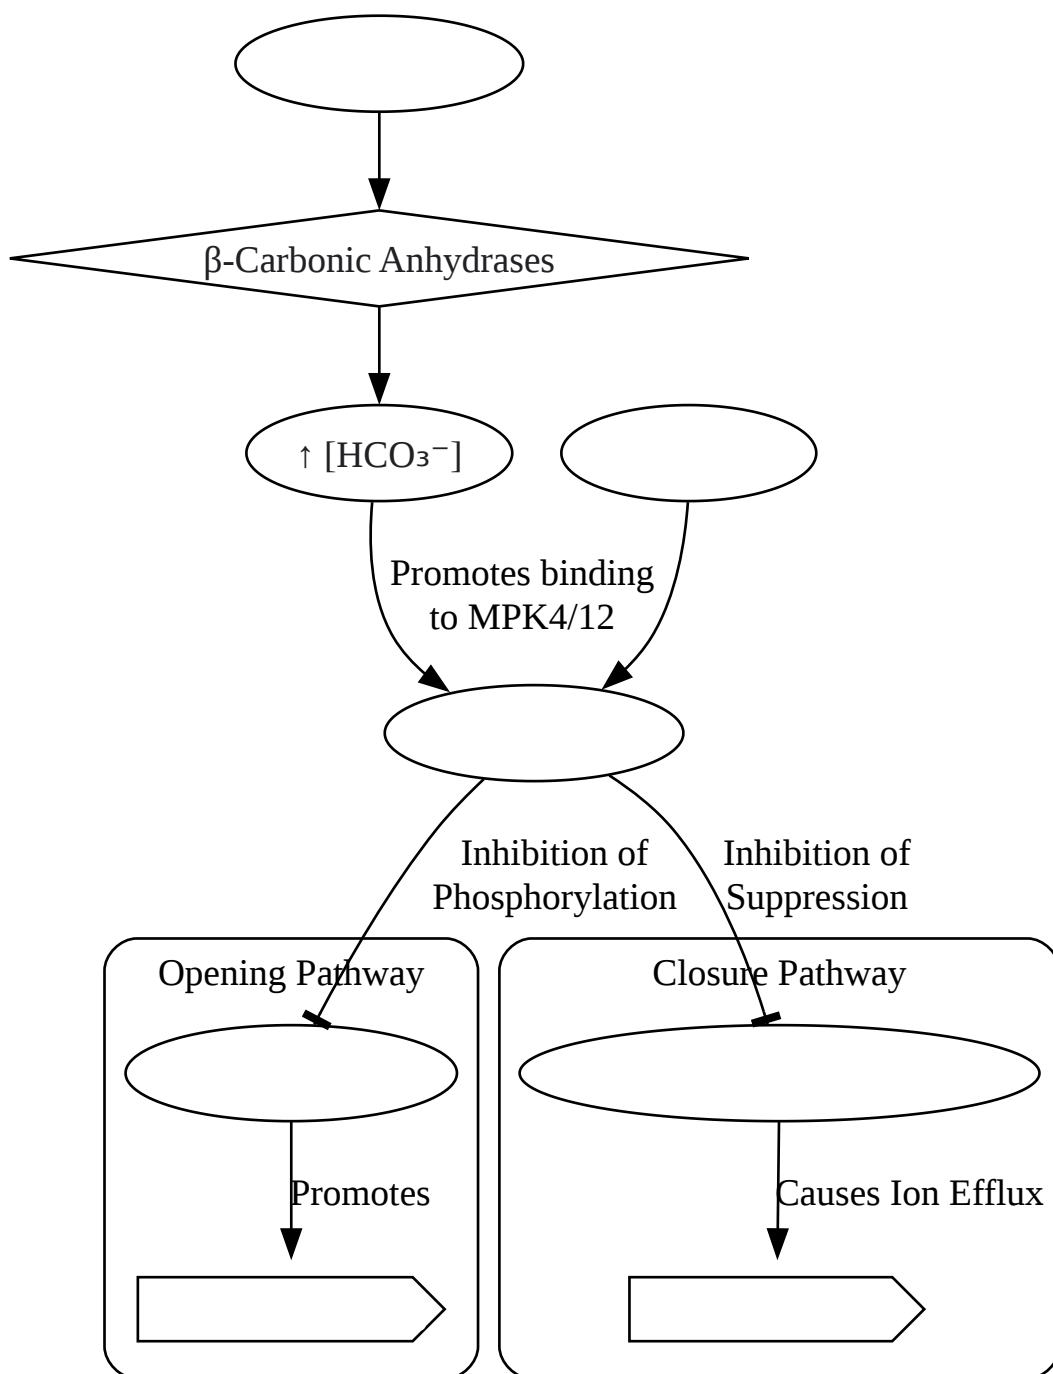 β-Carbonic Anhydrases
↑ [HCO₃⁻]
Promotes binding
to MPK4/12
Inhibition of
Phosphorylation
Inhibition of
Suppression
Opening Pathway
Closure Pathway
Promotes
Causes Ion Efflux